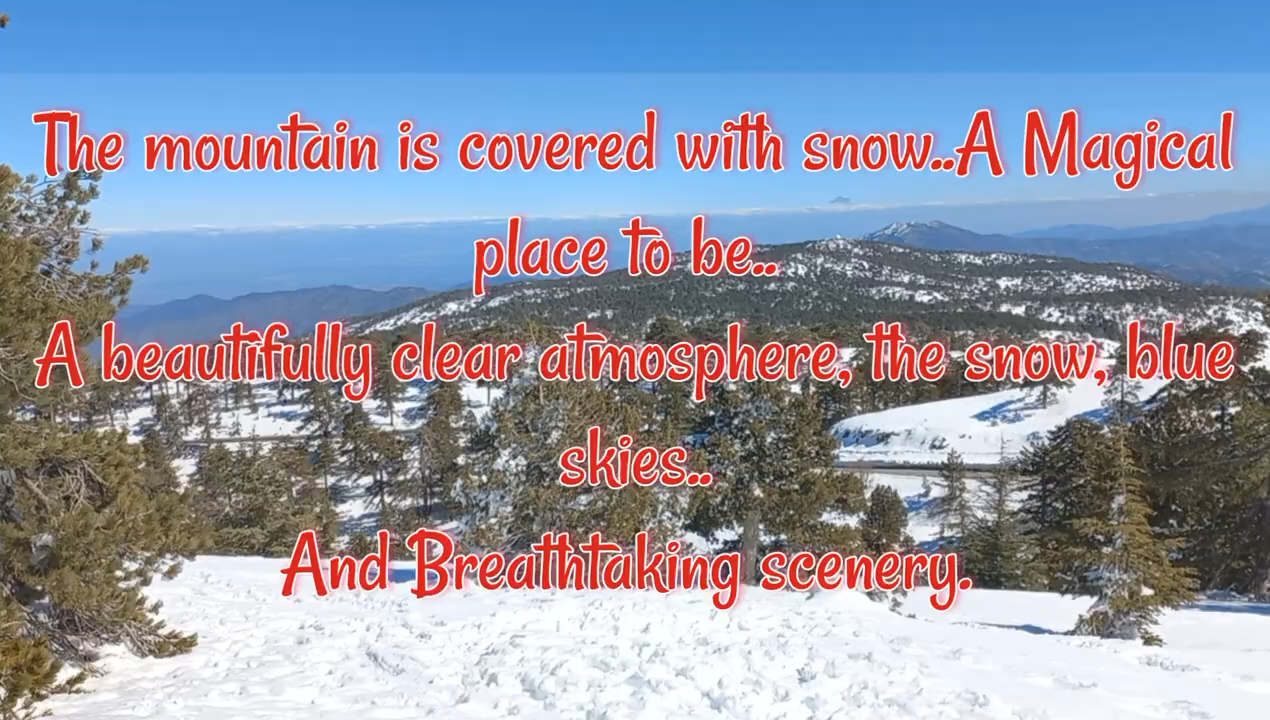 The mountain is covered with snow..A Magical
place to be..
A beautifully clear atmosphere, the snow, blue
skies..
And Breathtaking scenery.